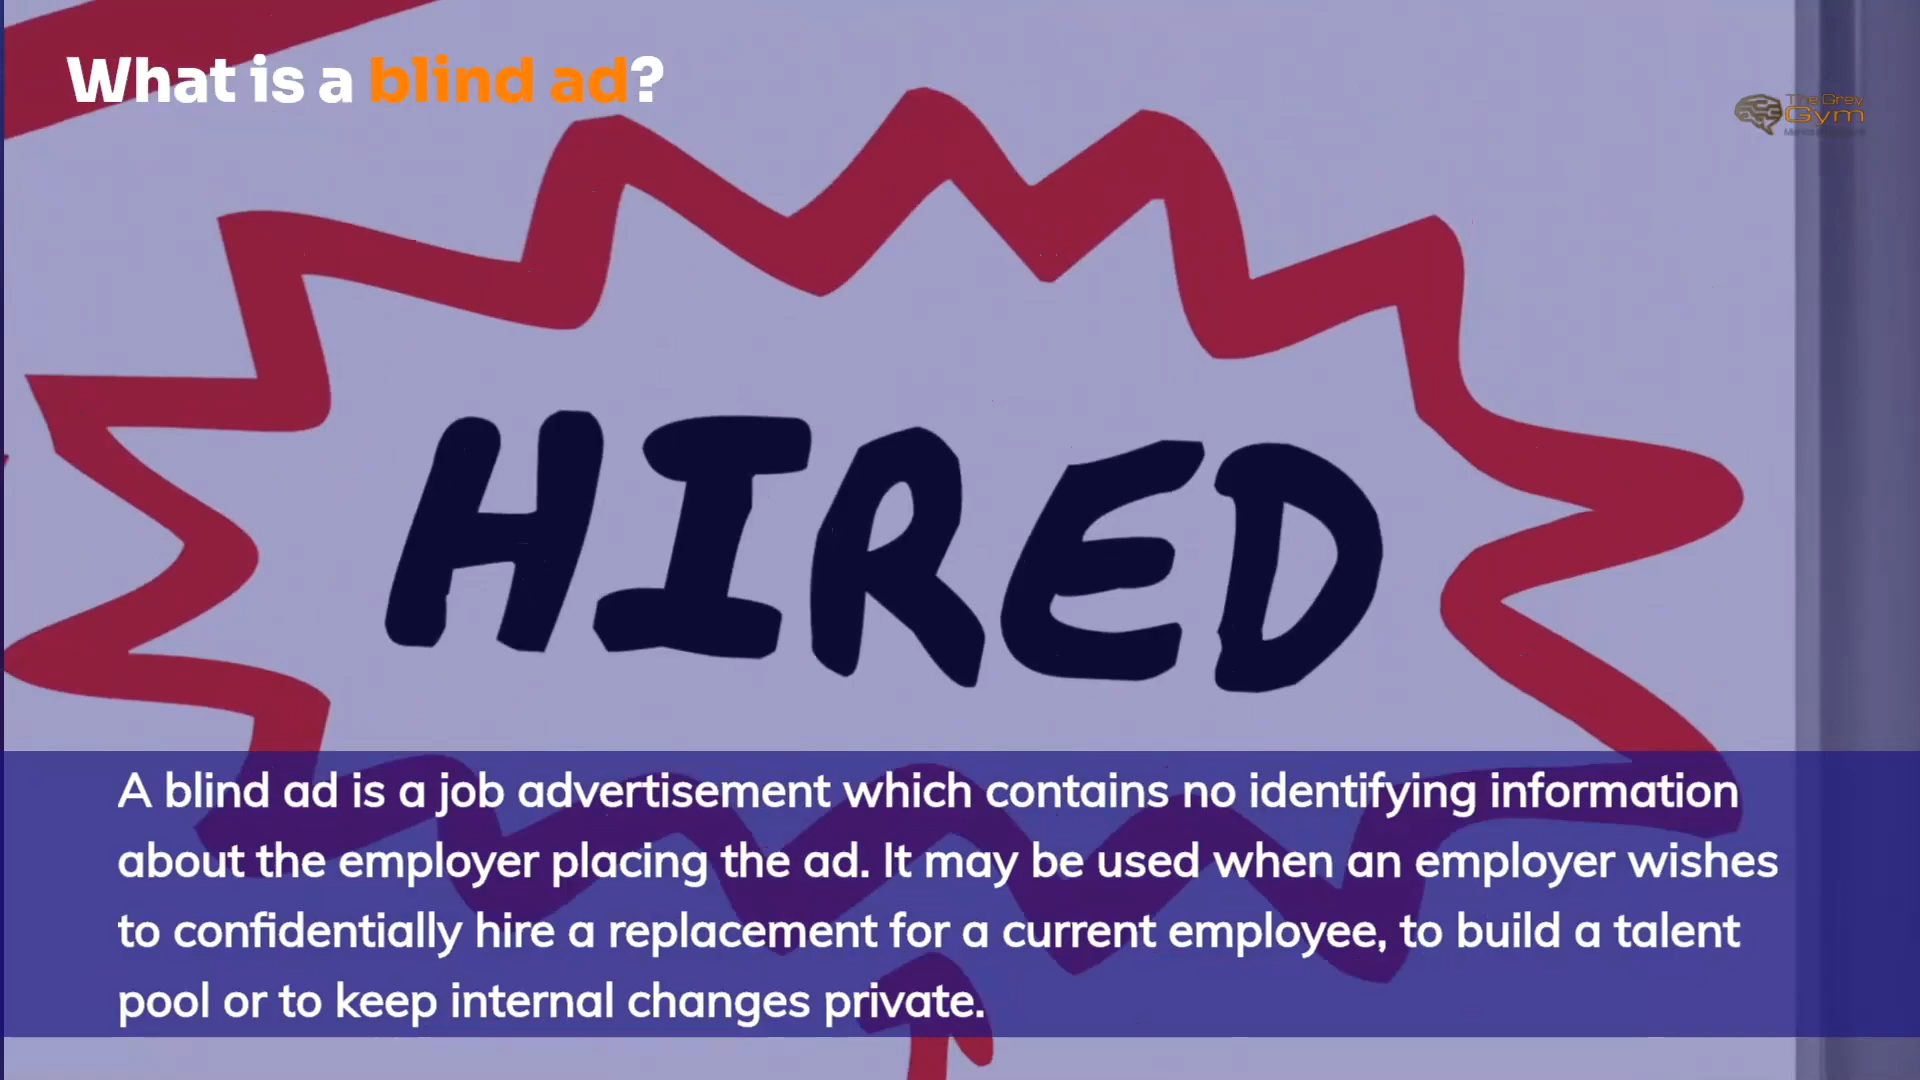 What is a blind ad?
The Grey
Gym
HIRED
A blind ad is a job advertisement which contains no identifying information
about the employer placing the ad. It may be used when an employer wishes
to confidentially hire a replacement for a current employee, to build a talent
pool or to keep internal changes private.